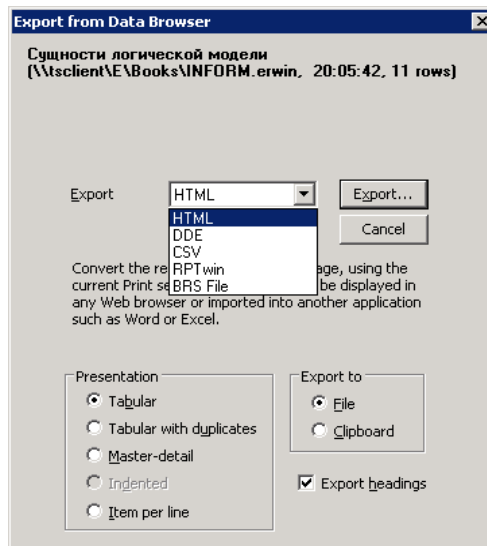 Export from Data Browser
Сущности логической модели
(\\tsclient\E\Books\INFORM.erwin, 20:05:42, 11 rows)
Export
HTML
Export...
HTML
DDE
CSV
RPTwin
BRS File
Cancel
Convert the re age, using the
current Print se be displayed in
any Web browser or imported into another application
such as Word or Excel.
Presentation
Tabular
Tabular with duplicates
Master-detail
Indented
Item per line
Export to
File
Clipboard
Export headings